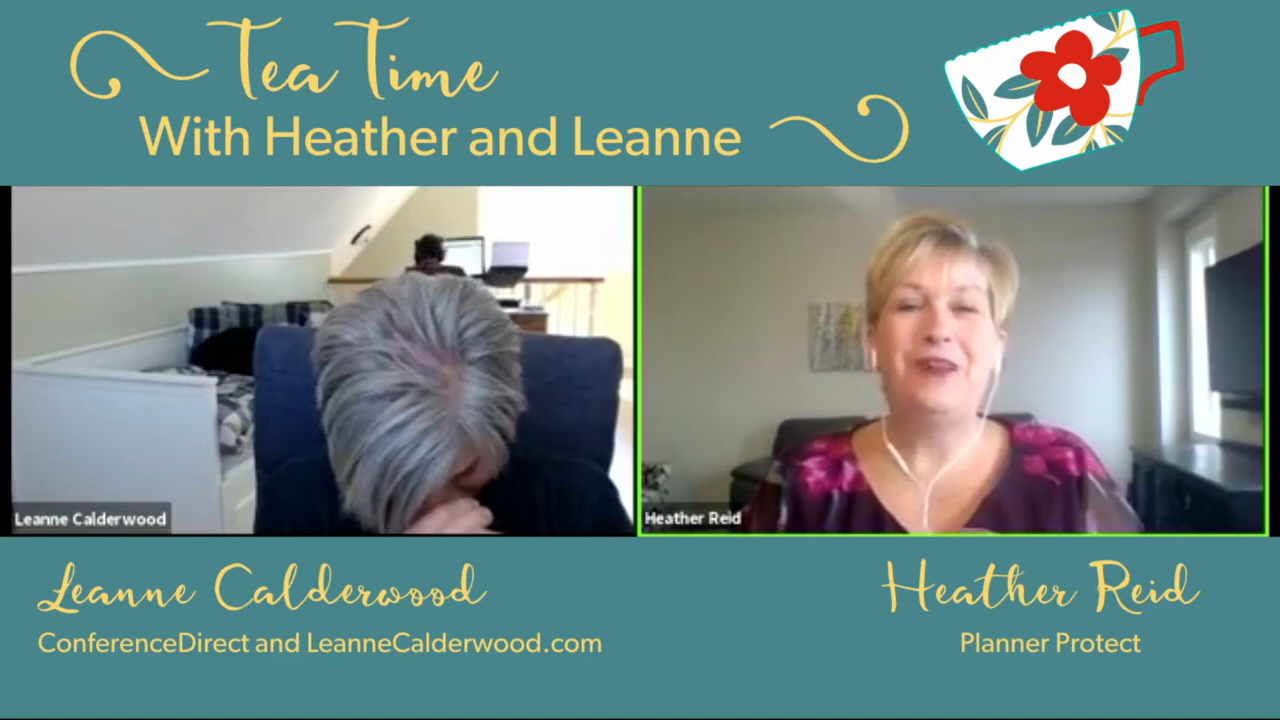 Tea Time
With Heather and Leanne
Leanne Calderwood
Heather Reid
Leanne Calderwood
ConferenceDirect and LeanneCalderwood.com
Heather Reid
Planner Protect